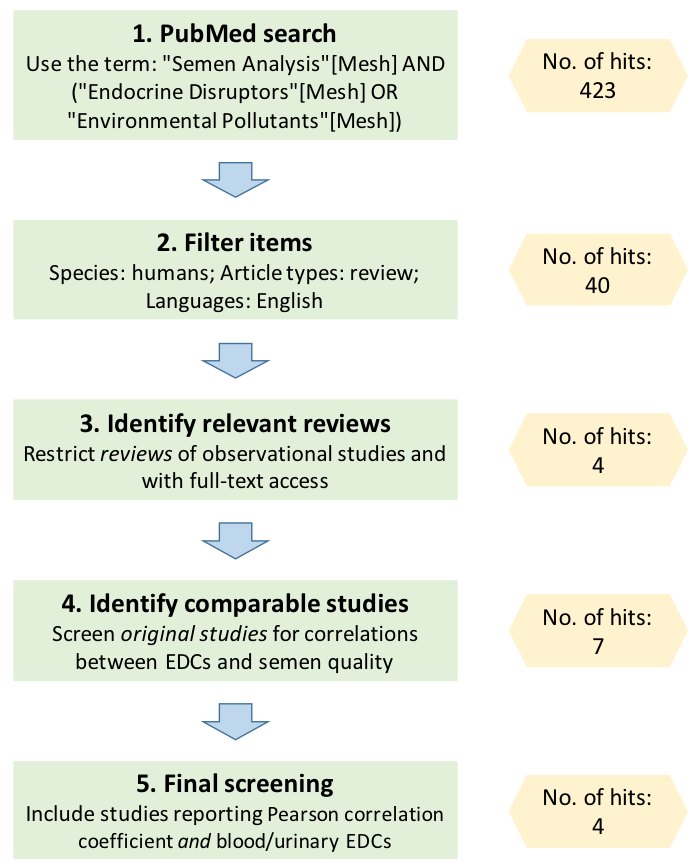 1. PubMed search
Use the term: "Semen Analysis"[Mesh] AND
("Endocrine Disruptors"[Mesh] OR
"Environmental Pollutants"[Mesh])
No. of hits:
423
2. Filter items
Species: humans; Article types: review;
Languages: English
No. of hits:
40
3. Identify relevant reviews
Restrict reviews of observational studies and
with full-text access
No. of hits:
4
4. Identify comparable studies
Screen original studies for correlations
between EDCs and semen quality
No. of hits:
7
5. Final screening
Include studies reporting Pearson correlation
coefficient and blood/urinary EDCs
No. of hits:
4